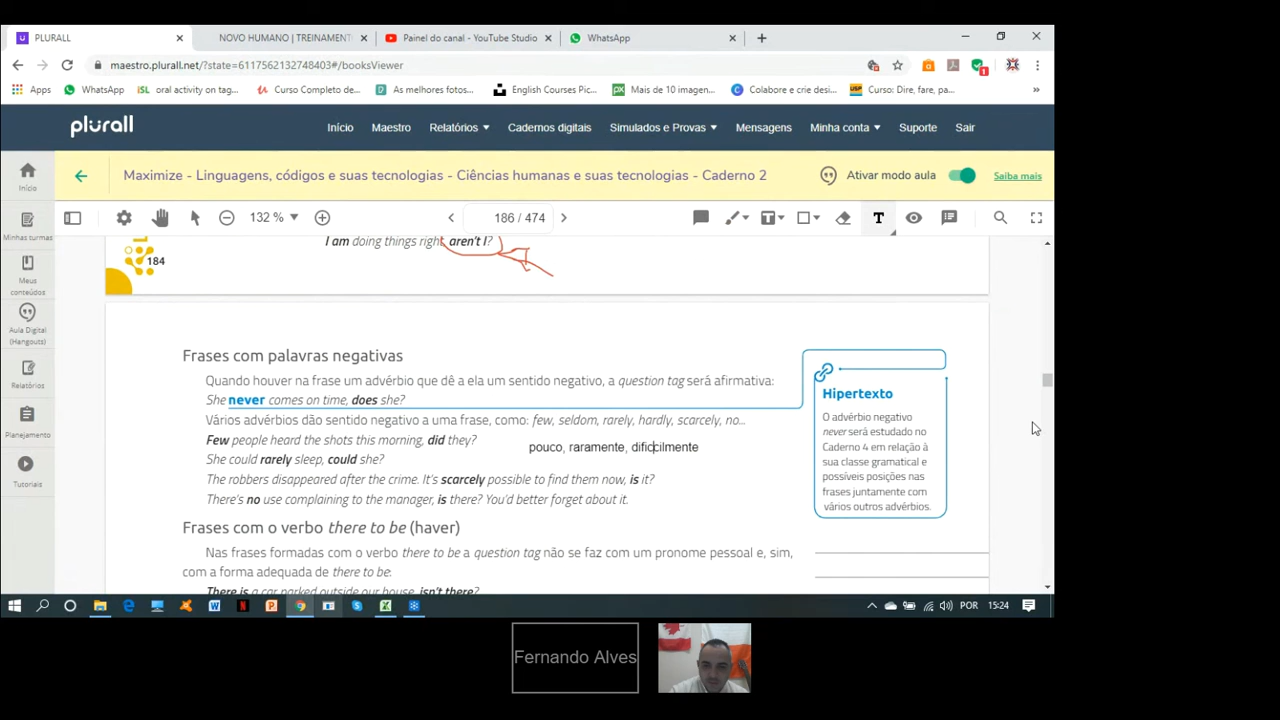 PLURALL
NOVO HUMANO | TREINAMENT
Painel do canal - YouTube Studio
WhatsApp
maestro.plurall.net/?state=6117562132748403#/booksViewer
Apps
WhatsApp
oral activity on tag...
Curso Completo de...
As melhores fotos...
English Courses Pic...
Mais de 10 imagen...
Colabore e crie desi...
Curso: Dire, fare, pa...
plurall
Início
Maestro
Relatórios
Cadernos digitais
Simulados e Provas
Mensagens
Minha conta
Suporte
Sair
Maximize - Linguagens, códigos e suas tecnologias - Ciências humanas e suas tecnologias - Caderno 2
Ativar modo aula
Saiba mais
132 %
186 / 474
Início
Minhas turmas
Meus
conteúdos
Aula Digital
(Hangouts)
Relatórios
Planejamento
Tutoriais
I am doing things right, aren't I?
184
Frases com palavras negativas
Quando houver na frase um advérbio que dê a ela um sentido negativo, a question tag será afirmativa:
She never comes on time, does she?
Vários advérbios dão sentido negativo a uma frase, como: few, seldom, rarely, hardly, scarcely, no...
Few people heard the shots this morning, did they?
pouco, raramente, dificilmente
She could rarely sleep, could she?
The robbers disappeared after the crime. It's scarcely possible to find them now, is it?
There's no use complaining to the manager, is there? You'd better forget about it.
Hipertexto
O advérbio negativo
never será estudado no
Caderno 4 em relação à
sua classe gramatical e
possíveis posições nas
frases juntamente com
vários outros advérbios.
Frases com o verbo there to be (haver)
Nas frases formadas com o verbo there to be a question tag não se faz com um pronome pessoal e, sim,
com a forma adequada de there to be:
There is a car parked outside our house, isn't there?
POR
15:24
Fernando Alves